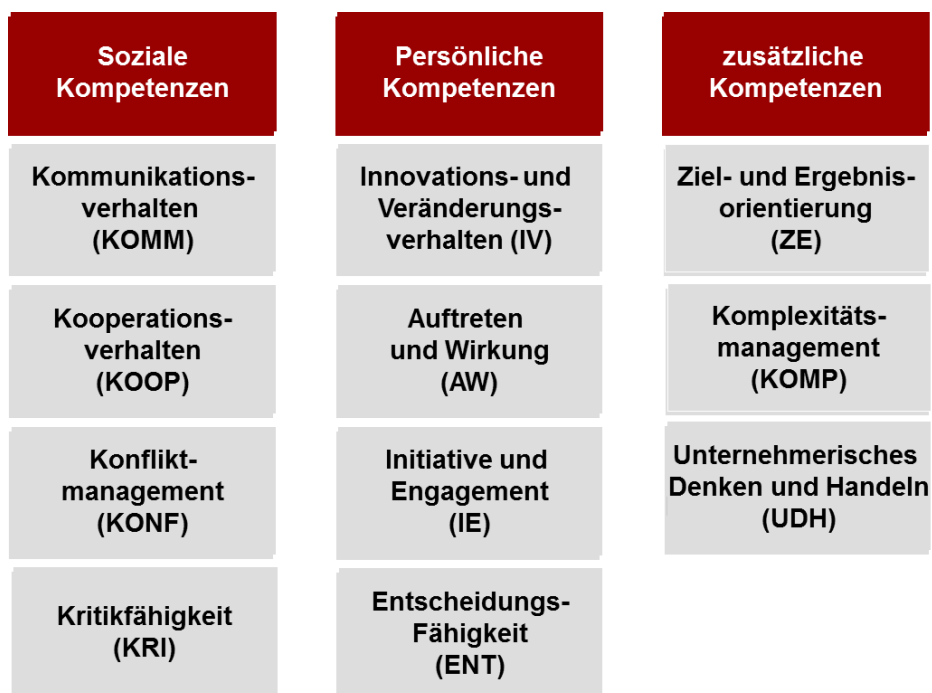 Soziale
Kompetenzen
Kommunikations-
verhalten
(KOMM)
Kooperations-
verhalten
(KOOP)
Konflikt-
management
(KONF)
Kritikfähigkeit
(KRI)
Persönliche
Kompetenzen
Innovations- und
Veränderungs-
verhalten (IV)
Auftreten
und Wirkung
(AW)
Initiative und
Engagement
(IE)
Entscheidungs-
Fähigkeit
(ENT)
zusätzliche
Kompetenzen
Ziel- und Ergebnis-
orientierung
(ZE)
Komplexitäts-
management
(KOMP)
Unternehmerisches
Denken und Handeln
(UDH)